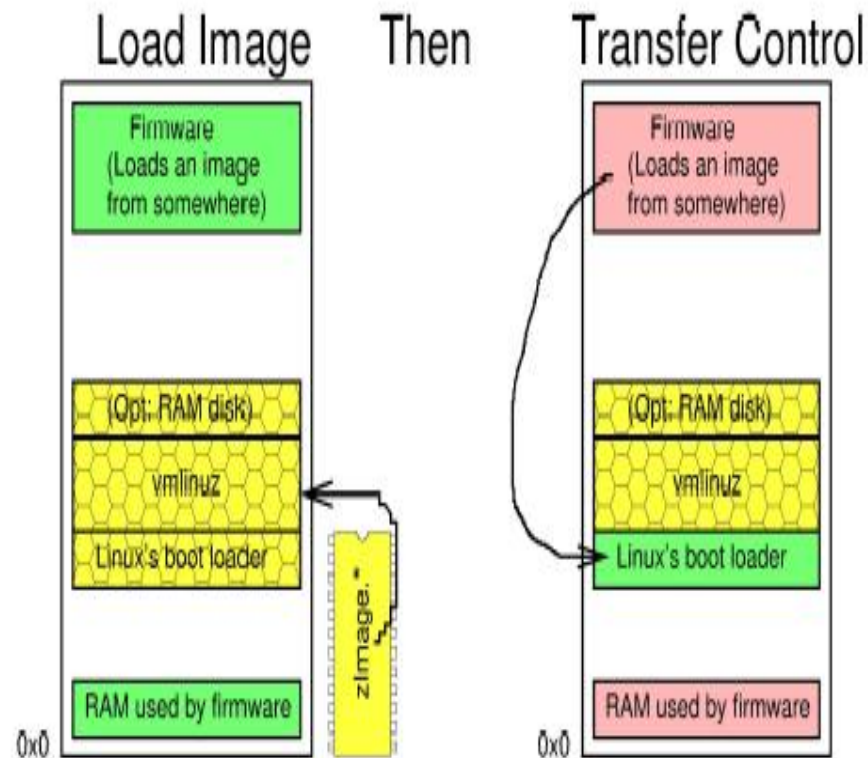 Load Image Then Transfer Control
Firmware
(Loads an image
from somewhere)
(Opt: RAM disk)
vmlinuz
Linux's boot loader
zImage.*
RAM used by firmware
0x0
Firmware
(Loads an image
from somewhere)
(Opt: RAM disk)
vmlinuz
Linux's boot loader
RAM used by firmware
0x0